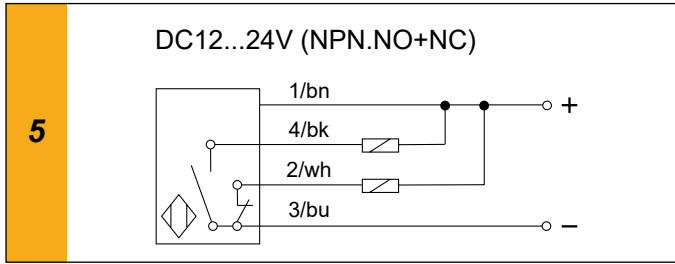 DC12...24V (NPN.NO+NC)
5
1/bn
+
4/bk
2/wh
3/bu
−